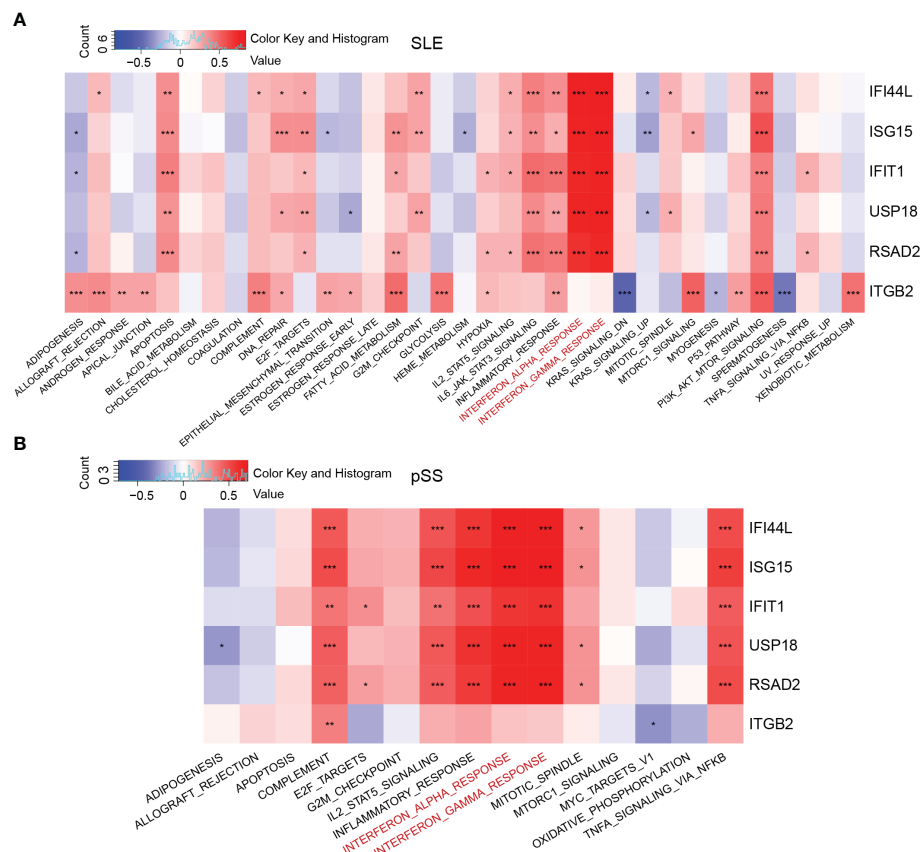 A
Count
0 6
Color Key and Histogram
SLE
−0.5 0 0.5
Value
* ** * * * ** * *** ** *** *** * * *** IFI44L
* *** *** ** * ** ** * * ** * *** *** ** * *** ISG15
* *** * * * * *** *** *** *** *** * IFIT1
** * ** * ** *** ** *** *** * * *** USP18
* *** * ** * * *** *** *** *** *** * RSAD2
*** *** ** ** *** * ** * *** *** * ** *** *** * ** *** *** *** ITGB2
ADIPOGENESIS
ALLOGRAFT_REJECTION
ANDROGEN_RESPONSE
APICAL_JUNCTION
APOPTOSIS
BILE_ACID_METABOLISM
CHOLESTEROL_HOMEOSTASIS
COAGULATION
COMPLEMENT
DNA_REPAIR
E2F_TARGETS
EPITHELIAL_MESENCHYMAL_TRANSITION
ESTROGEN_RESPONSE_EARLY
ESTROGEN_RESPONSE_LATE
FATTY_ACID_METABOLISM
G2M_CHECKPOINT
GLYCOLYSIS
HEME_METABOLISM
HYPOXIA
IL2_STAT5_SIGNALING
IL6_JAK_STAT3_SIGNALING
INFLAMMATORY_RESPONSE
INTERFERON_ALPHA_RESPONSE
INTERFERON_GAMMA_RESPONSE
KRAS_SIGNALING_DN
KRAS_SIGNALING_UP
MITOTIC_SPINDLE
MTORC1_SIGNALING
MYOGENESIS
P53_PATHWAY
PI3K_AKT_MTOR_SIGNALING
SPERMATOGENESIS
TNFA_SIGNALING_VIA_NFKB
UV_RESPONSE_UP
XENOBIOTIC_METABOLISM
B
Count
0 3
Color Key and Histogram
pSS
−0.5 0 0.5
Value
*** *** *** *** *** * *** IFI44L
*** *** *** *** *** * *** ISG15
** * ** *** *** *** *** IFIT1
* *** *** *** *** *** * *** USP18
*** * *** *** *** *** * *** RSAD2
** * ITGB2
ADIPOGENESIS
ALLOGRAFT_REJECTION
APOPTOSIS
COMPLEMENT
E2F_TARGETS
G2M_CHECKPOINT
IL2_STAT5_SIGNALING
INFLAMMATORY_RESPONSE
INTERFERON_ALPHA_RESPONSE
INTERFERON_GAMMA_RESPONSE
MITOTIC_SPINDLE
MTORC1_SIGNALING
MYC_TARGETS_V1
OXIDATIVE_PHOSPHORYLATION
TNFA_SIGNALING_VIA_NFKB